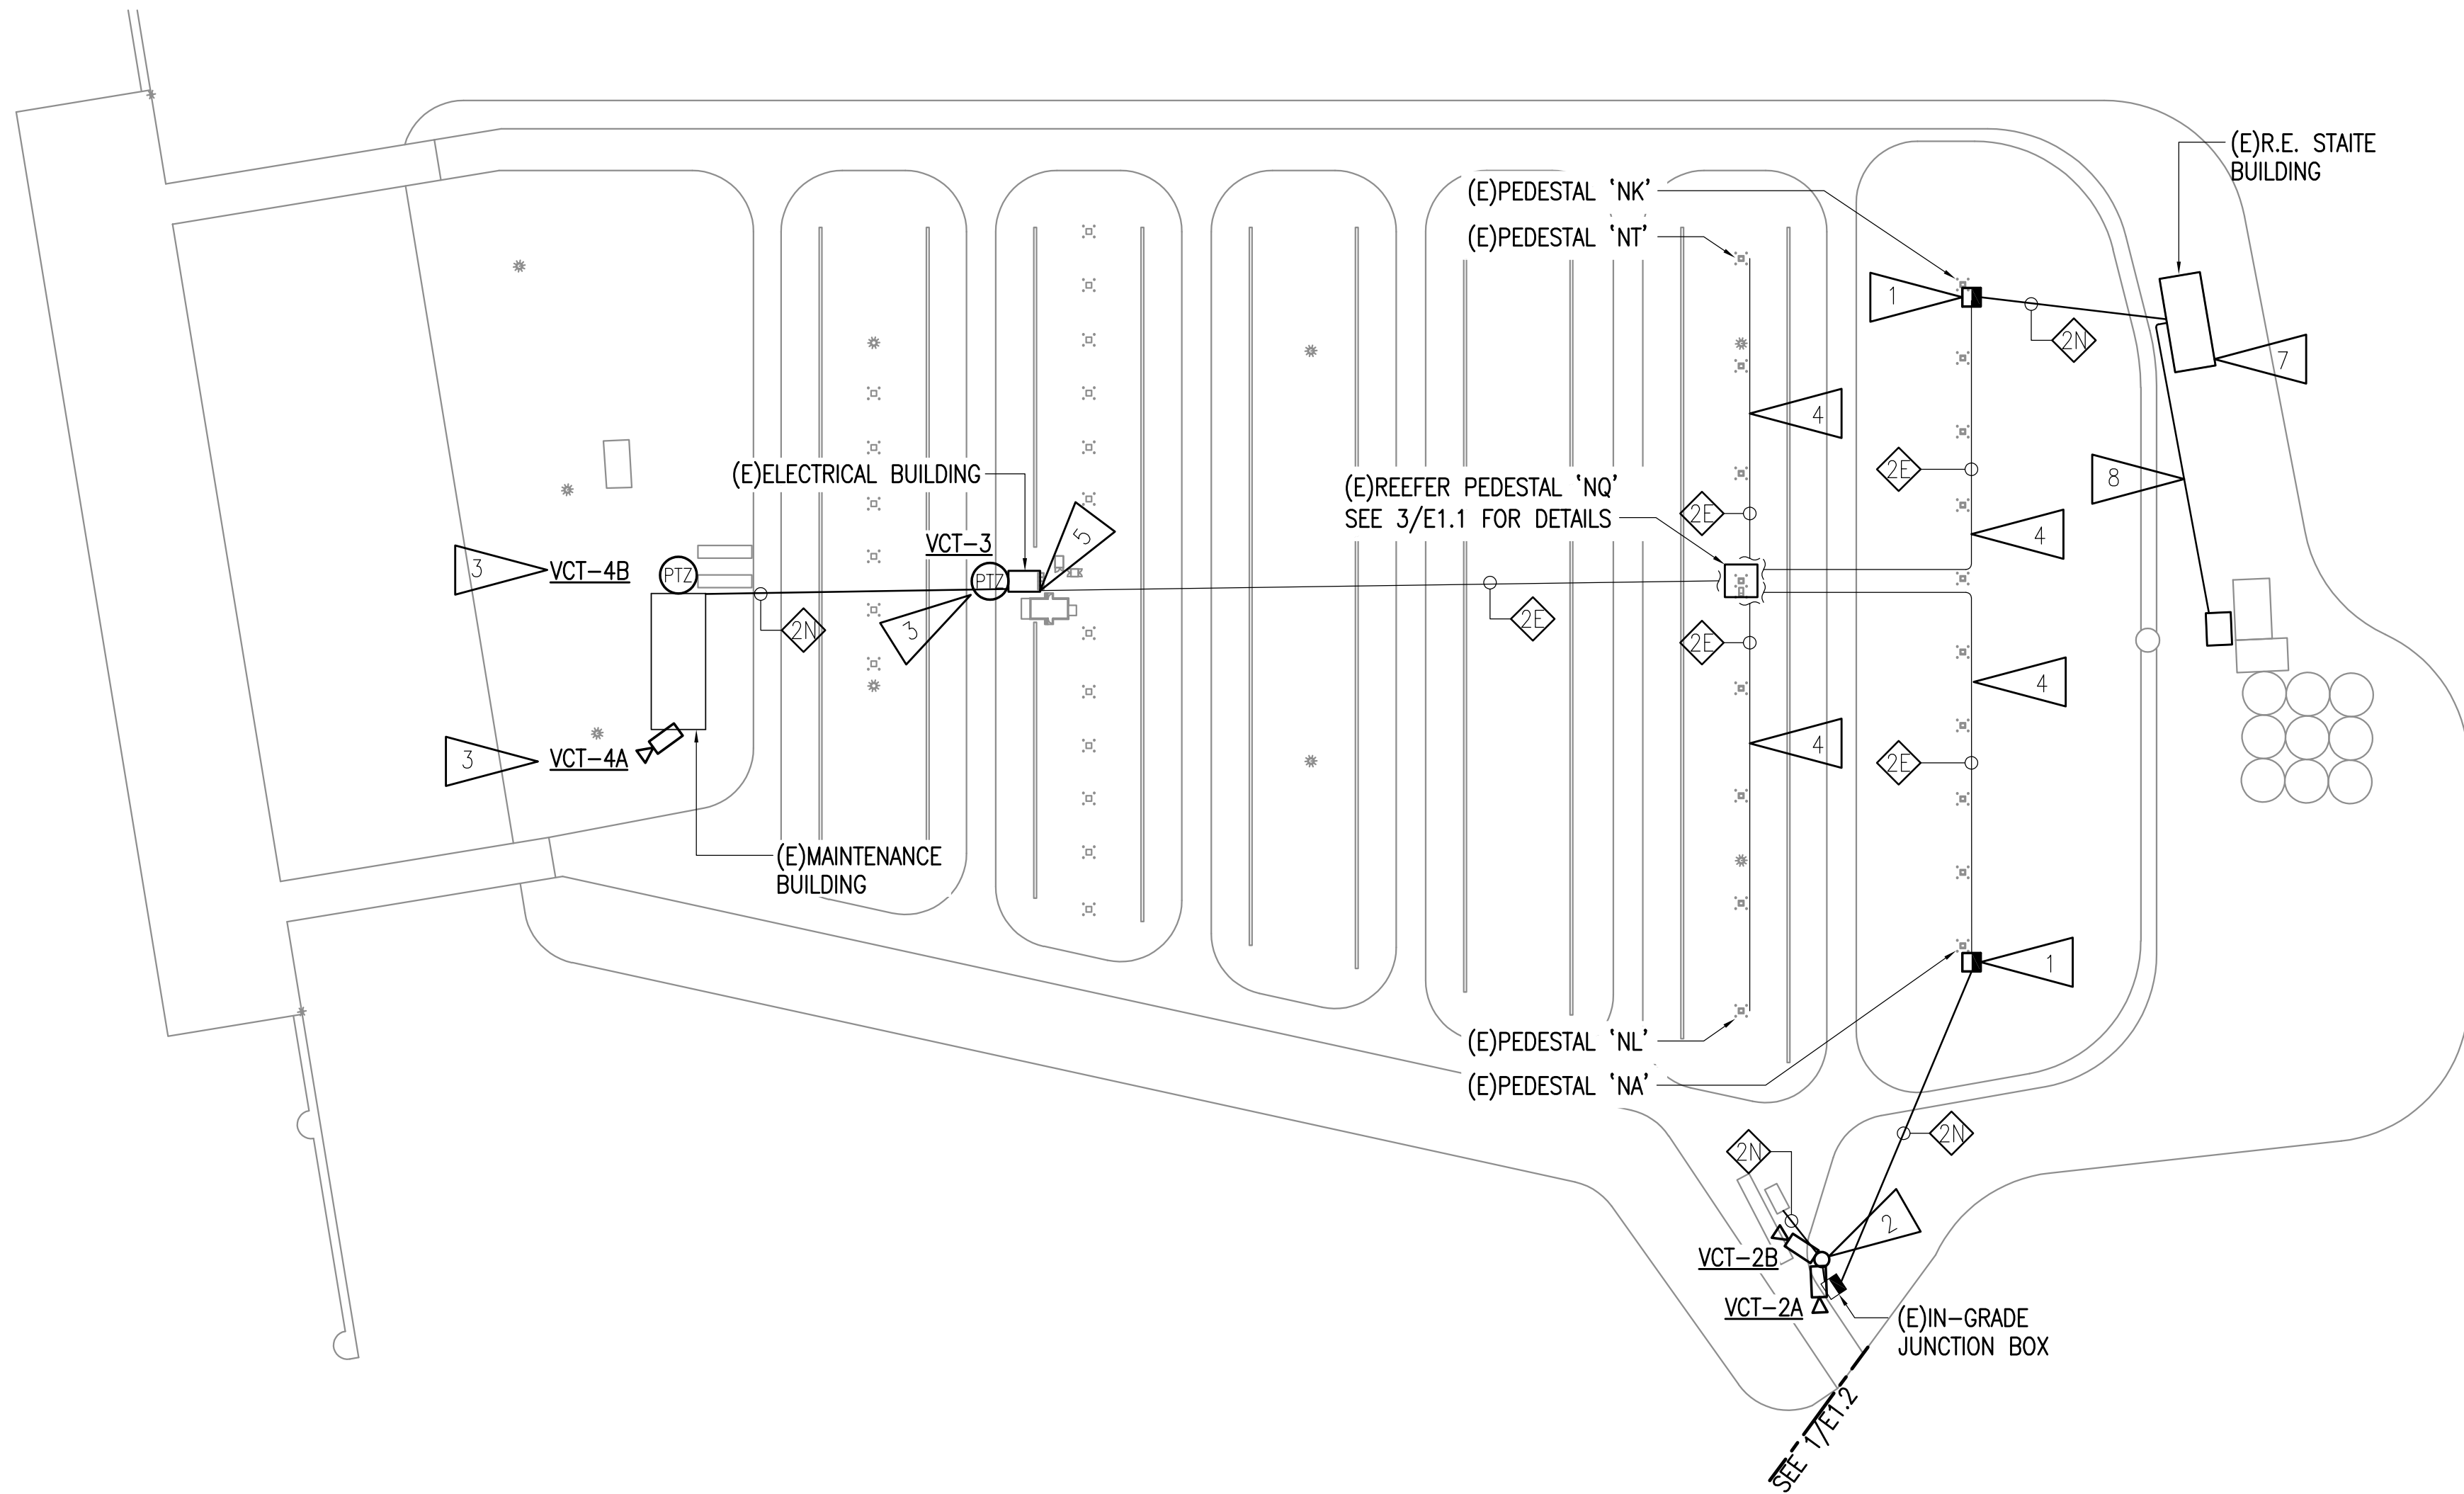 (E)R.E. STAITE
BUILDING
(E)PEDESTAL ‘NK’
(E)PEDESTAL ‘NT’
1
2N
7
4
(E)ELECTRICAL BUILDING
2E
8
(E)REEFER PEDESTAL ‘NQ’
SEE 3/E1.1 FOR DETAILS
2E
5
4
VCT-3
3
VCT-4B
PTZ
PTZ
2N
3
2E
2E
4
4
3
VCT-4A
2E
(E)MAINTENANCE
BUILDING
1
(E)PEDESTAL ‘NL’
(E)PEDESTAL ‘NA’
2N
2N
2
VCT-2B
VCT-2A
(E)IN-GRADE
JUNCTION BOX
SEE 1/E1.2